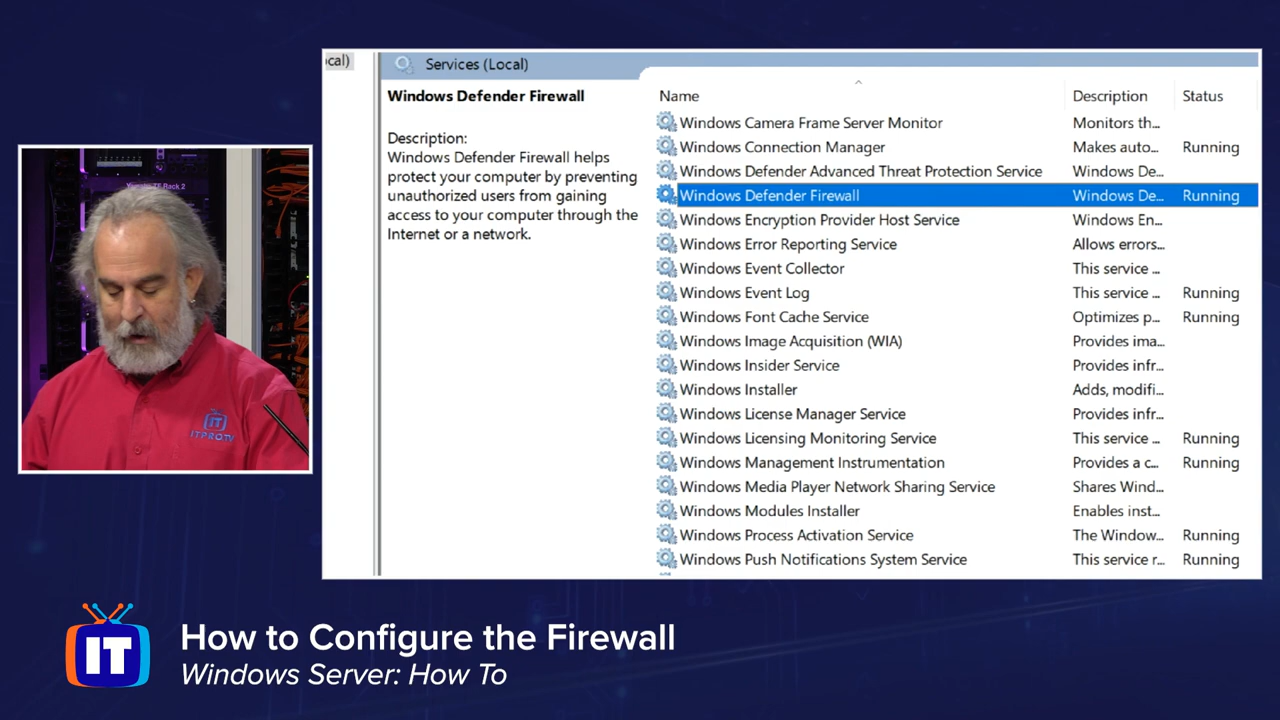 ical)
Services (Local)
Windows Defender Firewall
Description:
Windows Defender Firewall helps
protect your computer by preventing
unauthorized users from gaining
access to your computer through the
Internet or a network.
Name Description Status
Windows Camera Frame Server Monitor Monitors th...
Windows Connection Manager Makes auto... Running
Windows Defender Advanced Threat Protection Service Windows De...
Windows Defender Firewall Windows De... Running
Windows Encryption Provider Host Service Windows En...
Windows Error Reporting Service Allows errors...
Windows Event Collector This service ...
Windows Event Log This service ... Running
Windows Font Cache Service Optimizes p... Running
Windows Image Acquisition (WIA) Provides ima...
Windows Insider Service Provides infr...
Windows Installer Adds, modifi...
Windows License Manager Service Provides infr...
Windows Licensing Monitoring Service This service ... Running
Windows Management Instrumentation Provides a c... Running
Windows Media Player Network Sharing Service Shares Wind...
Windows Modules Installer Enables inst...
Windows Process Activation Service The Window... Running
Windows Push Notifications System Service This service r... Running
Rack 2
IT
ITPROTV
IT
How to Configure the Firewall
Windows Server: How To